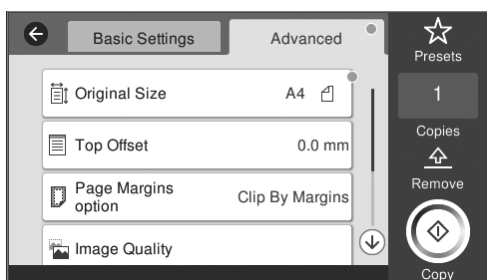 Basic Settings
Advanced
Presets
Original Size
A4
1
Copies
Top Offset
0.0 mm
Remove
Page Margins
option
Clip By Margins
Image Quality
Copy